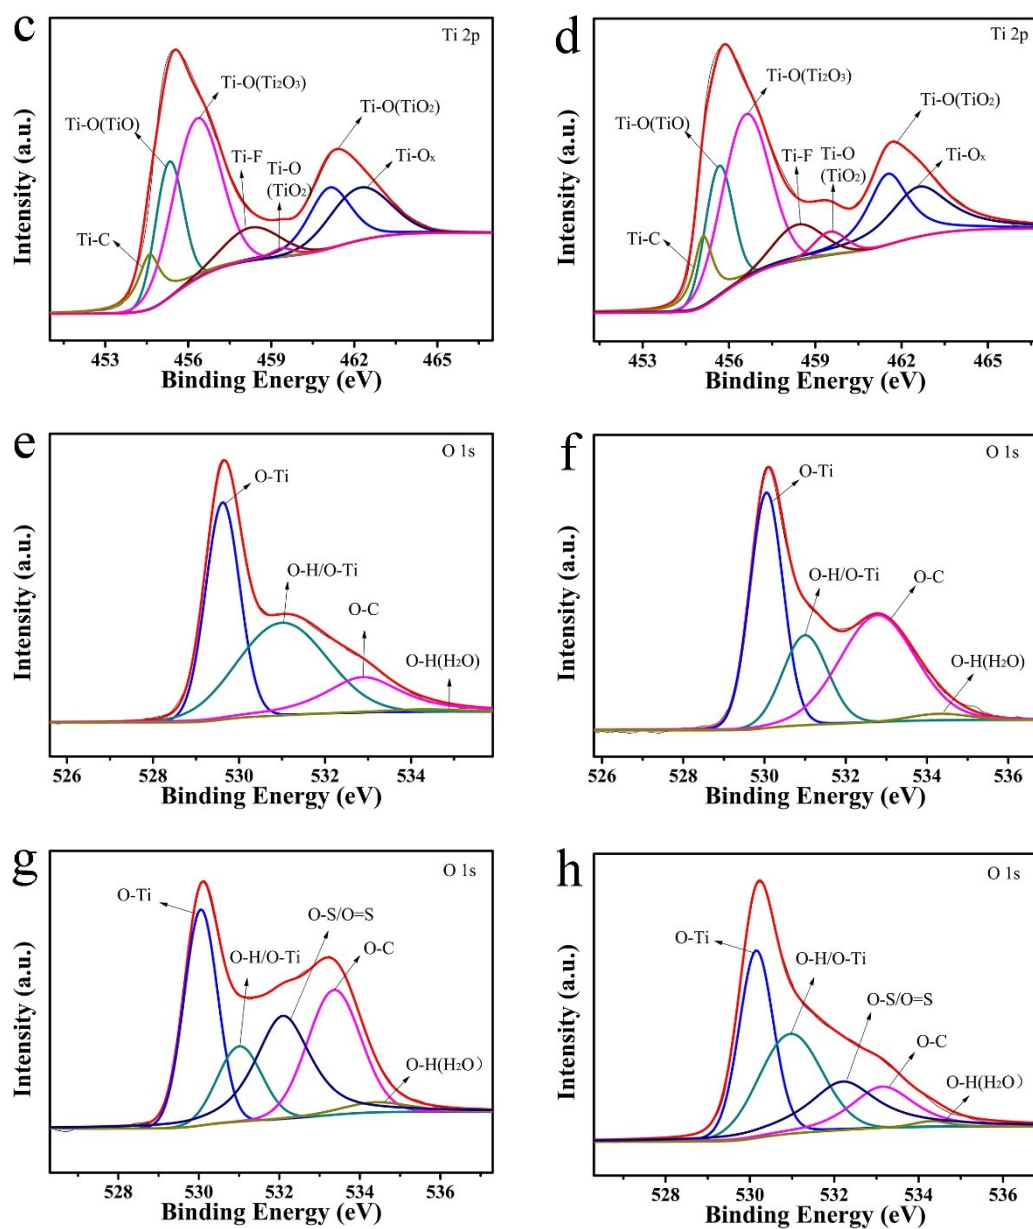 c
Ti 2p
Ti-O(Ti₂O₃)
Ti-O(TiO)
Ti-F
Ti-O
(TiO₂)
Ti-O(TiO₂)
Ti-Oₓ
Ti-C
Intensity (a.u.)
453 456 459 462 465
Binding Energy (eV)
d
Ti 2p
Ti-O(Ti₂O₃)
Ti-O(TiO)
Ti-F
Ti-O
(TiO₂)
Ti-O(TiO₂)
Ti-Oₓ
Ti-C
Intensity (a.u.)
453 456 459 462 465
Binding Energy (eV)
e
O 1s
O-Ti
O-H/O-Ti
O-C
O-H(H₂O)
Intensity (a.u.)
526 528 530 532 534
Binding Energy (eV)
f
O 1s
O-Ti
O-H/O-Ti
O-C
O-H(H₂O)
Intensity (a.u.)
526 528 530 532 534 536
Binding Energy (eV)
g
O 1s
O-Ti
O-S/O=S
O-H/O-Ti
O-C
O-H(H₂O)
Intensity (a.u.)
528 530 532 534 536
Binding Energy (eV)
h
O 1s
O-Ti
O-H/O-Ti
O-S/O=S
O-C
O-H(H₂O)
Intensity (a.u.)
528 530 532 534 536
Binding Energy (eV)